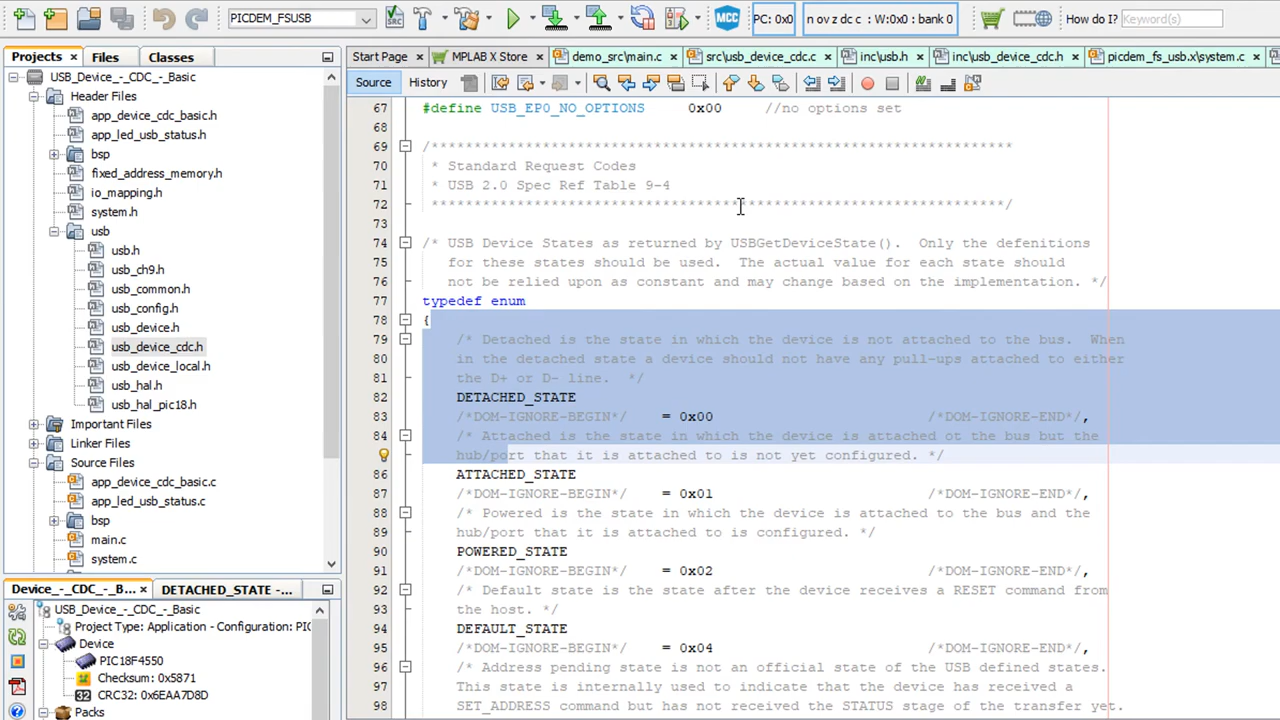 PICDEM_FSUSB
SRC
MCC
PC: 0x0
n ov z dc c : W:0x0 : bank 0
How do I?
Keyword(s)
Projects
Files
Classes
Start Page
MPLAB X Store
demo_src\main.c
src\usb_device_cdc.c
inc\usb.h
inc\usb_device_cdc.h
picdem_fs_usb.x\system.c
Source
History
USB_Device_-_CDC_-_Basic
Header Files
app_device_cdc_basic.h
app_led_usb_status.h
bsp
fixed_address_memory.h
io_mapping.h
system.h
usb
usb.h
usb_ch9.h
usb_common.h
usb_config.h
usb_device.h
usb_device_cdc.h
usb_device_local.h
usb_hal.h
usb_hal_pic18.h
Important Files
Linker Files
Source Files
app_device_cdc_basic.c
app_led_usb_status.c
bsp
main.c
system.c
Device_-_CDC_-_B...
DETACHED_STATE -...
USB_Device_-_CDC_-_Basic
Project Type: Application - Configuration: PIC
Device
PIC18F4550
Checksum: 0x5871
CRC32: 0x6EAA7D8D
Packs
67 #define USB_EP0_NO_OPTIONS 0x00 //no options set
68
69 /********************************************************************
70 * Standard Request Codes
71 * USB 2.0 Spec Ref Table 9-4
72 *******************************************************************/
73
74 /* USB Device States as returned by USBGetDeviceState(). Only the defenitions
75 for these states should be used. The actual value for each state should
76 not be relied upon as constant and may change based on the implementation. */
77 typedef enum
78 {
79 /* Detached is the state in which the device is not attached to the bus. When
80 in the detached state a device should not have any pull-ups attached to either
81 the D+ or D- line. */
82 DETACHED_STATE
83 /*DOM-IGNORE-BEGIN*/ = 0x00 /*DOM-IGNORE-END*/,
84 /* Attached is the state in which the device is attached ot the bus but the
hub/port that it is attached to is not yet configured. */
86 ATTACHED_STATE
87 /*DOM-IGNORE-BEGIN*/ = 0x01 /*DOM-IGNORE-END*/,
88 /* Powered is the state in which the device is attached to the bus and the
89 hub/port that it is attached to is configured. */
90 POWERED_STATE
91 /*DOM-IGNORE-BEGIN*/ = 0x02 /*DOM-IGNORE-END*/,
92 /* Default state is the state after the device receives a RESET command from
93 the host. */
94 DEFAULT_STATE
95 /*DOM-IGNORE-BEGIN*/ = 0x04 /*DOM-IGNORE-END*/,
96 /* Address pending state is not an official state of the USB defined states.
97 This state is internally used to indicate that the device has received a
98 SET_ADDRESS command but has not received the STATUS stage of the transfer yet.